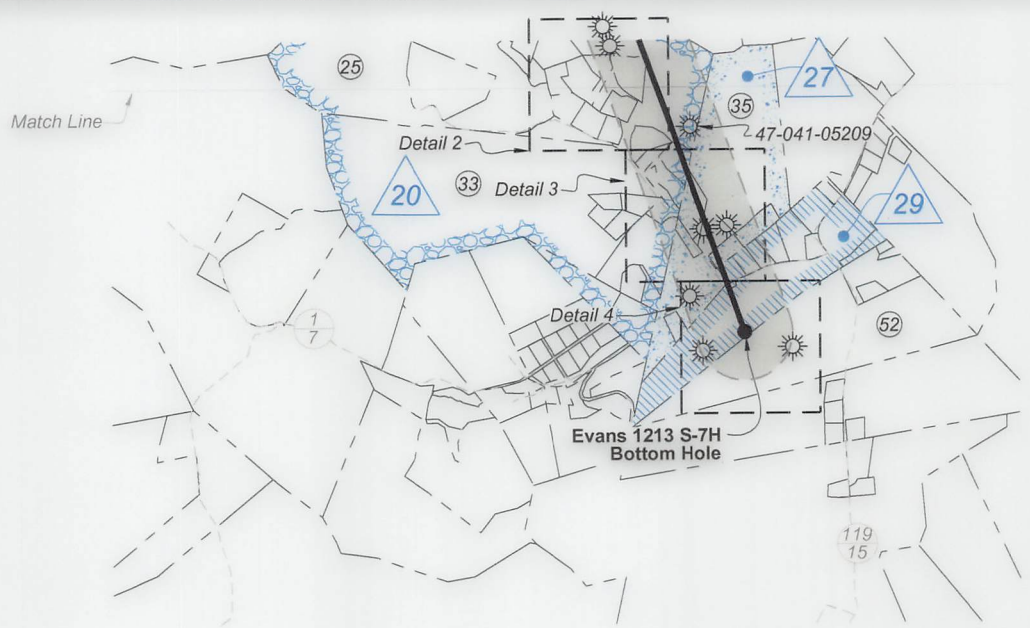 25
27
35
Match Line
47-041-05209
Detail 2
20
33
Detail 3
29
Detail 4
52
1
7
Evans 1213 S-7H
Bottom Hole
119
15
r